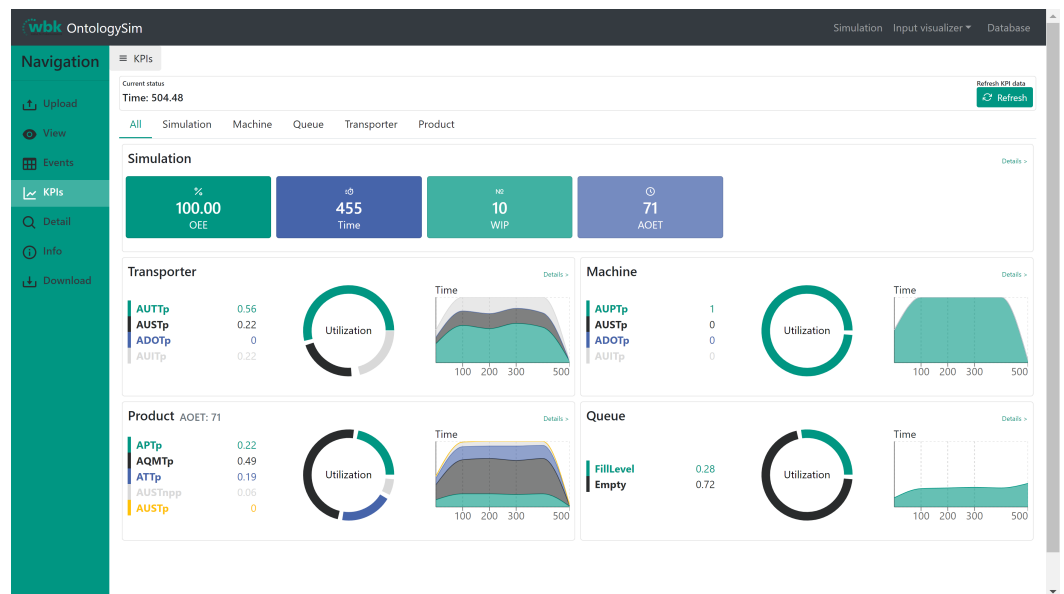 wbk OntologySim
Simulation Input visualizer Database
Navigation
Upload
View
Events
KPIs
Detail
Info
Download
KPIs
Current status
Time: 504.48
Refresh KPI data
Refresh
All Simulation Machine Queue Transporter Product
Simulation
Details >
%
100.00
OEE
455
Time
Nº
10
WIP
71
AOET
Transporter
Details >
AUTTp 0.56
AUSTp 0.22
ADOTp 0
AUITp 0.22
Utilization
Time
100 200 300 500
Machine
Details >
AUPTp 1
AUSTp 0
ADOTp 0
AUITp 0
Utilization
Time
100 200 300 500
Product AOET: 71
Details >
APTp 0.22
AQMTp 0.49
ATTp 0.19
AUSTnpp 0.06
AUSTp 0
Utilization
Time
100 200 300 500
Queue
Details >
FillLevel 0.28
Empty 0.72
Utilization
Time
100 200 300 500